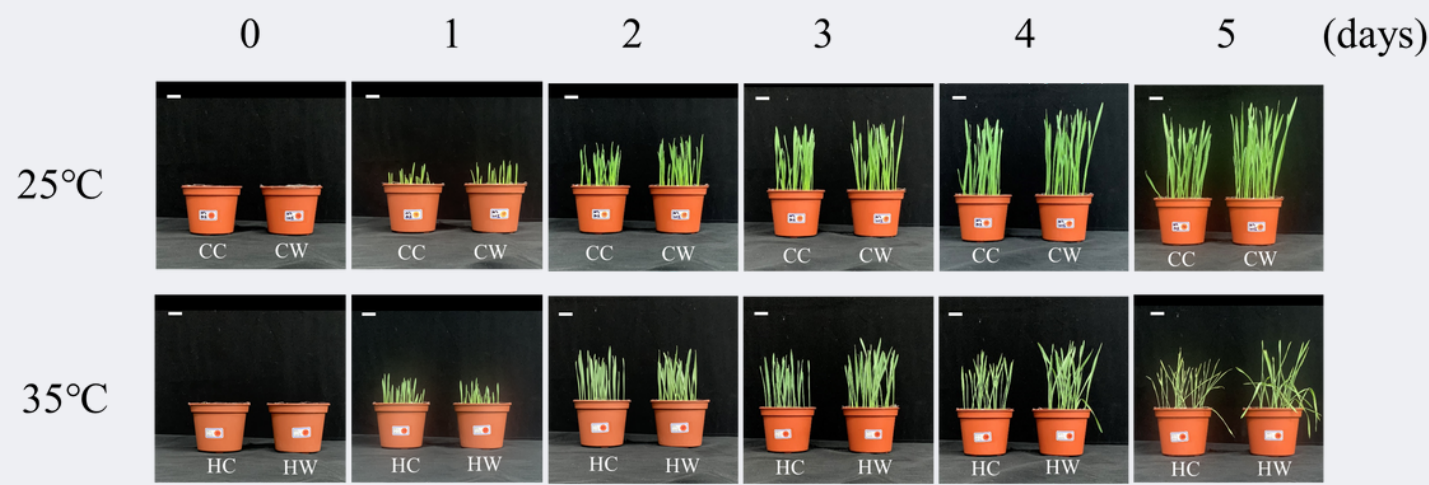 0 1 2 3 4 5 (days)
25℃
CC CW CC CW CC CW CC CW CC CW CC CW
35℃
HC HW HC HW HC HW HC HW HC HW HC HW